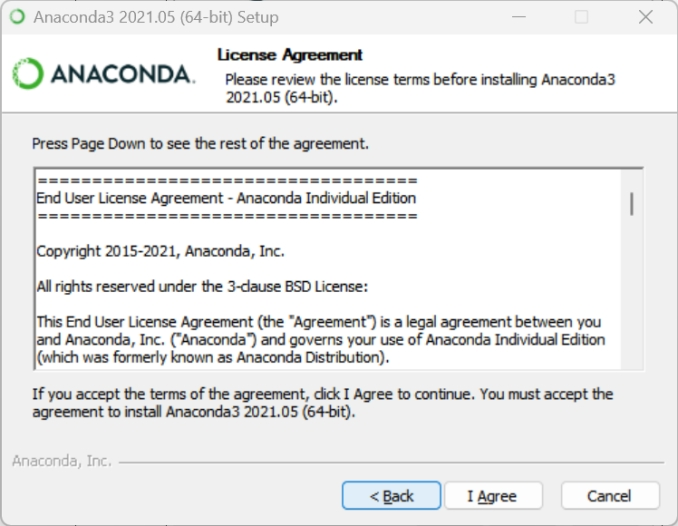 Anaconda3 2021.05 (64-bit) Setup
ANACONDA.
License Agreement
Please review the license terms before installing Anaconda3
2021.05 (64-bit).
Press Page Down to see the rest of the agreement.
===================================
End User License Agreement - Anaconda Individual Edition
===================================
Copyright 2015-2021, Anaconda, Inc.
All rights reserved under the 3-clause BSD License:
This End User License Agreement (the "Agreement") is a legal agreement between you
and Anaconda, Inc. ("Anaconda") and governs your use of Anaconda Individual Edition
(which was formerly known as Anaconda Distribution).
If you accept the terms of the agreement, click I Agree to continue. You must accept the
agreement to install Anaconda3 2021.05 (64-bit).
Anaconda, Inc.
< Back
I Agree
Cancel